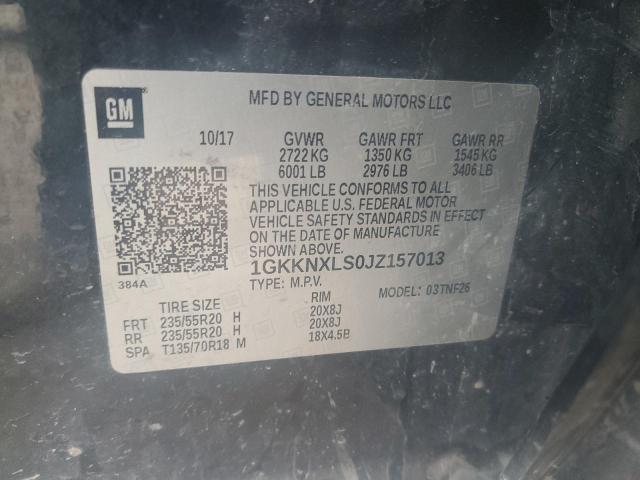 GM
MFD BY GENERAL MOTORS LLC
10/17 GVWR GAWR FRT GAWR RR
2722 KG 1350 KG 1545 KG
6001 LB 2976 LB 3406 LB
THIS VEHICLE CONFORMS TO ALL
APPLICABLE U.S. FEDERAL MOTOR
VEHICLE SAFETY STANDARDS IN EFFECT
ON THE DATE OF MANUFACTURE
SHOWN ABOVE.
1GKKNXLS0JZ157013
384A
TYPE: M.P.V. MODEL: 03TNF26
TIRE SIZE RIM
FRT 235/55R20 H 20X8J
RR 235/55R20 H 20X8J
SPA T135/70R18 M 18X4.5B